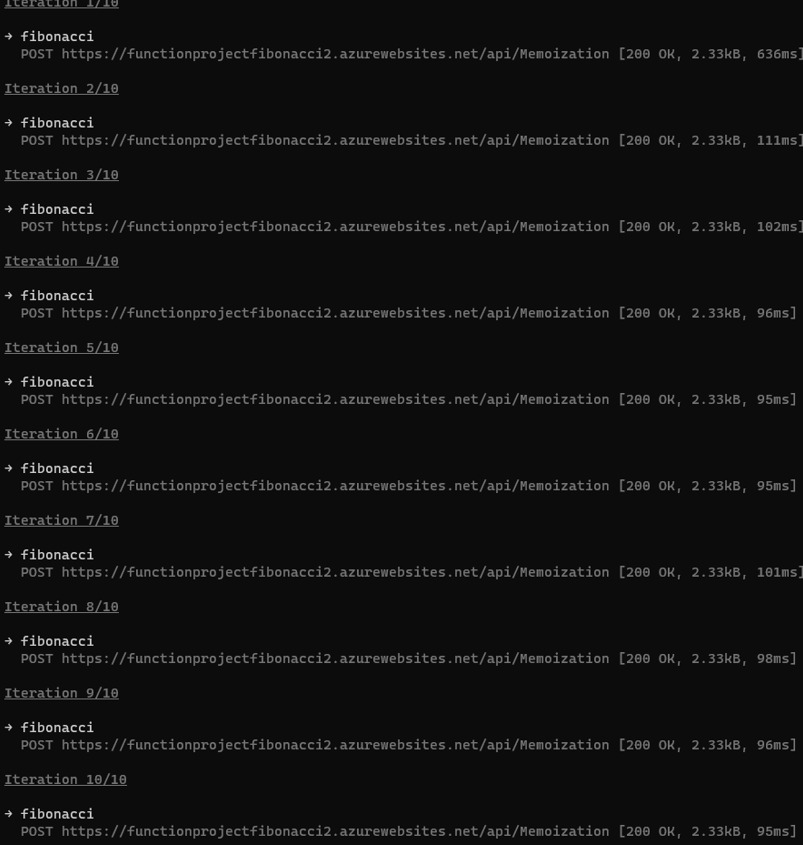 Iteration 1/10
→ fibonacci
POST https://functionprojectfibonacci2.azurewebsites.net/api/Memoization [200 OK, 2.33kB, 636ms]
Iteration 2/10
→ fibonacci
POST https://functionprojectfibonacci2.azurewebsites.net/api/Memoization [200 OK, 2.33kB, 111ms]
Iteration 3/10
→ fibonacci
POST https://functionprojectfibonacci2.azurewebsites.net/api/Memoization [200 OK, 2.33kB, 102ms]
Iteration 4/10
→ fibonacci
POST https://functionprojectfibonacci2.azurewebsites.net/api/Memoization [200 OK, 2.33kB, 96ms]
Iteration 5/10
→ fibonacci
POST https://functionprojectfibonacci2.azurewebsites.net/api/Memoization [200 OK, 2.33kB, 95ms]
Iteration 6/10
→ fibonacci
POST https://functionprojectfibonacci2.azurewebsites.net/api/Memoization [200 OK, 2.33kB, 95ms]
Iteration 7/10
→ fibonacci
POST https://functionprojectfibonacci2.azurewebsites.net/api/Memoization [200 OK, 2.33kB, 101ms]
Iteration 8/10
→ fibonacci
POST https://functionprojectfibonacci2.azurewebsites.net/api/Memoization [200 OK, 2.33kB, 98ms]
Iteration 9/10
→ fibonacci
POST https://functionprojectfibonacci2.azurewebsites.net/api/Memoization [200 OK, 2.33kB, 96ms]
Iteration 10/10
→ fibonacci
POST https://functionprojectfibonacci2.azurewebsites.net/api/Memoization [200 OK, 2.33kB, 95ms]